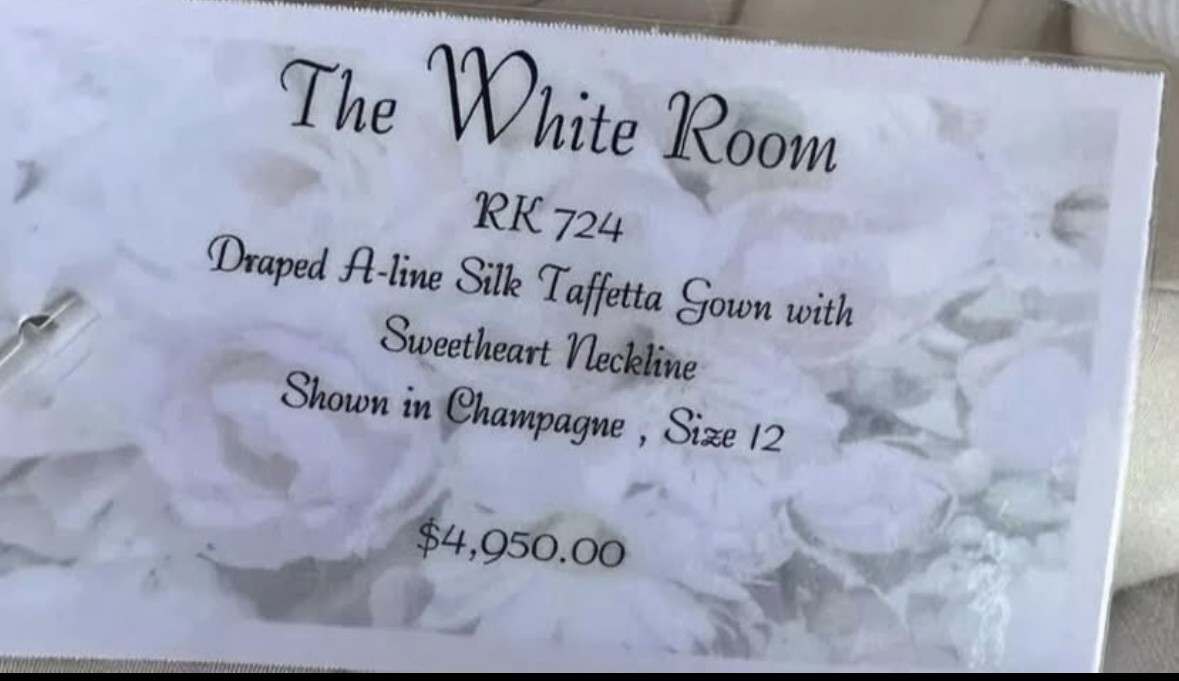 The White Room
RK 724
Draped A-line Silk Taffetta Gown with
Sweetheart Neckline
Shown in Champagne , Size 12
$4,950.00